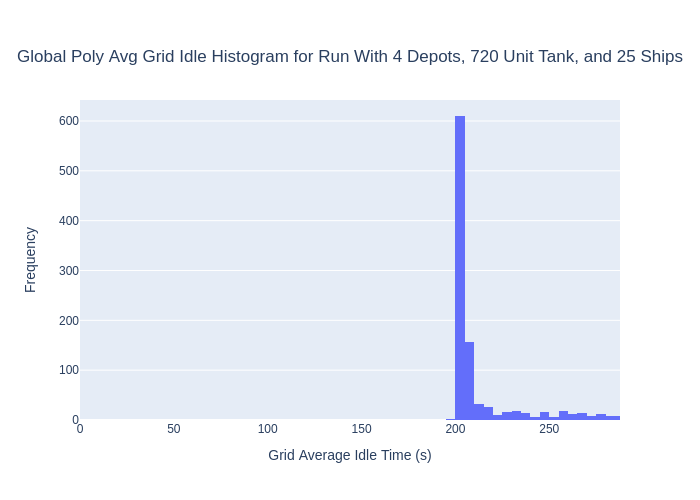 Global Poly Avg Grid Idle Histogram for Run With 4 Depots, 720 Unit Tank, and 25 Ships
600
500
400
300
200
100
0
Frequency
0 50 100 150 200 250
Grid Average Idle Time (s)